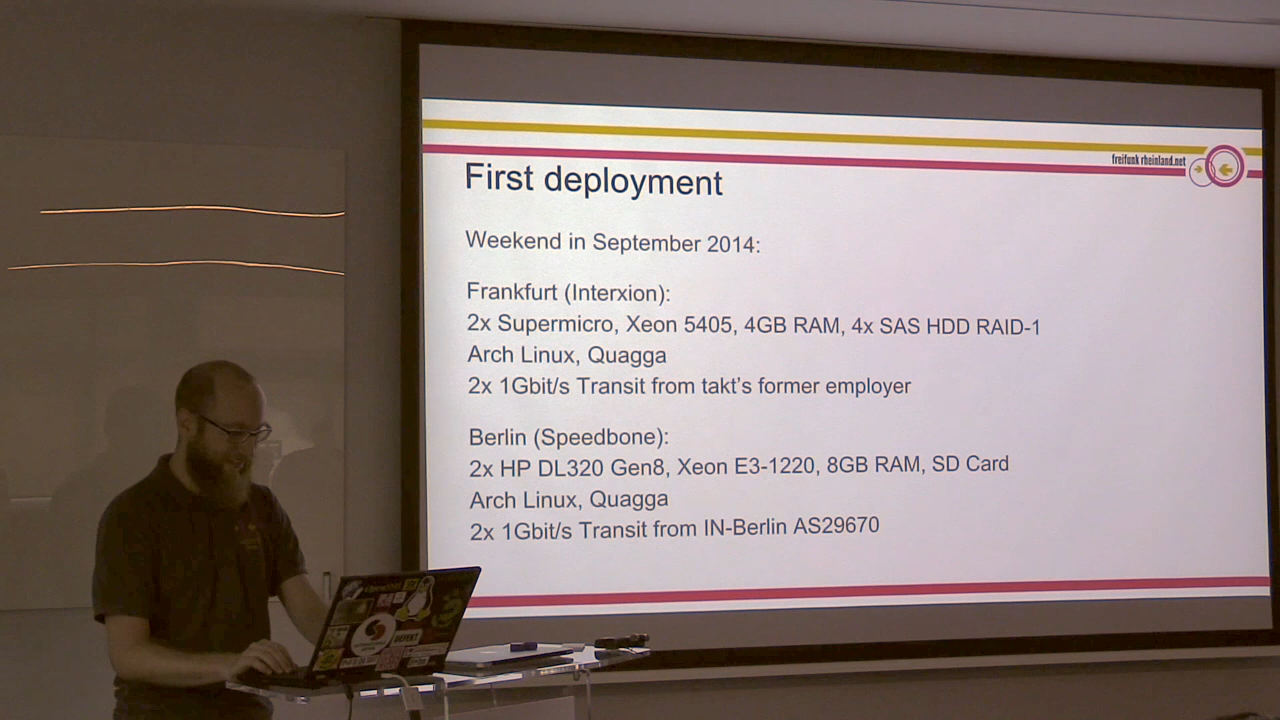 freifunk rheinland.net
First deployment
Weekend in September 2014:
Frankfurt (Interxion):
2x Supermicro, Xeon 5405, 4GB RAM, 4x SAS HDD RAID-1
Arch Linux, Quagga
2x 1Gbit/s Transit from takt's former employer
Berlin (Speedbone):
2x HP DL320 Gen8, Xeon E3-1220, 8GB RAM, SD Card
Arch Linux, Quagga
2x 1Gbit/s Transit from IN-Berlin AS29670
DEFEKT